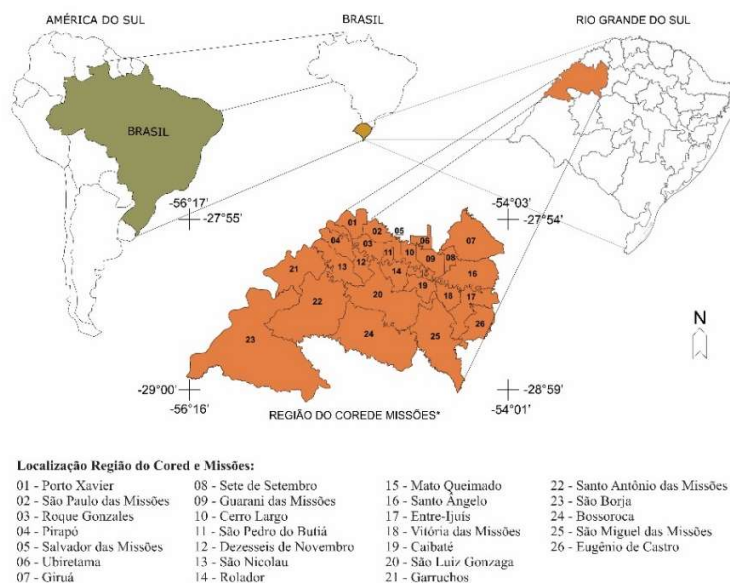 AMÉRICA DO SUL
BRASIL
RIO GRANDE DO SUL
BRASIL
-56°17'
-27°55'
-54°03'
-27°54'
01
02
05
06
07
04
03
11
10
09
08
16
21
13
12
14
15
19
18
17
22
20
26
23
24
25
N
-29°00'
-56°16'
-28°59'
-54°01'
REGIÃO DO COREDE MISSÕES*
Localização Região do Cored e Missões:
01 - Porto Xavier
02 - São Paulo das Missões
03 - Roque Gonzales
04 - Pirapó
05 - Salvador das Missões
06 - Ubiretama
07 - Giruá
08 - Sete de Setembro
09 - Guarani das Missões
10 - Cerro Largo
11 - São Pedro do Butiá
12 - Dezesseis de Novembro
13 - São Nicolau
14 - Rolador
15 - Mato Queimado
16 - Santo Ângelo
17 - Entre-Ijuís
18 - Vitória das Missões
19 - Caibaté
20 - São Luiz Gonzaga
21 - Garruchos
22 - Santo Antônio das Missões
23 - São Borja
24 - Bossoroca
25 - São Miguel das Missões
26 - Eugênio de Castro